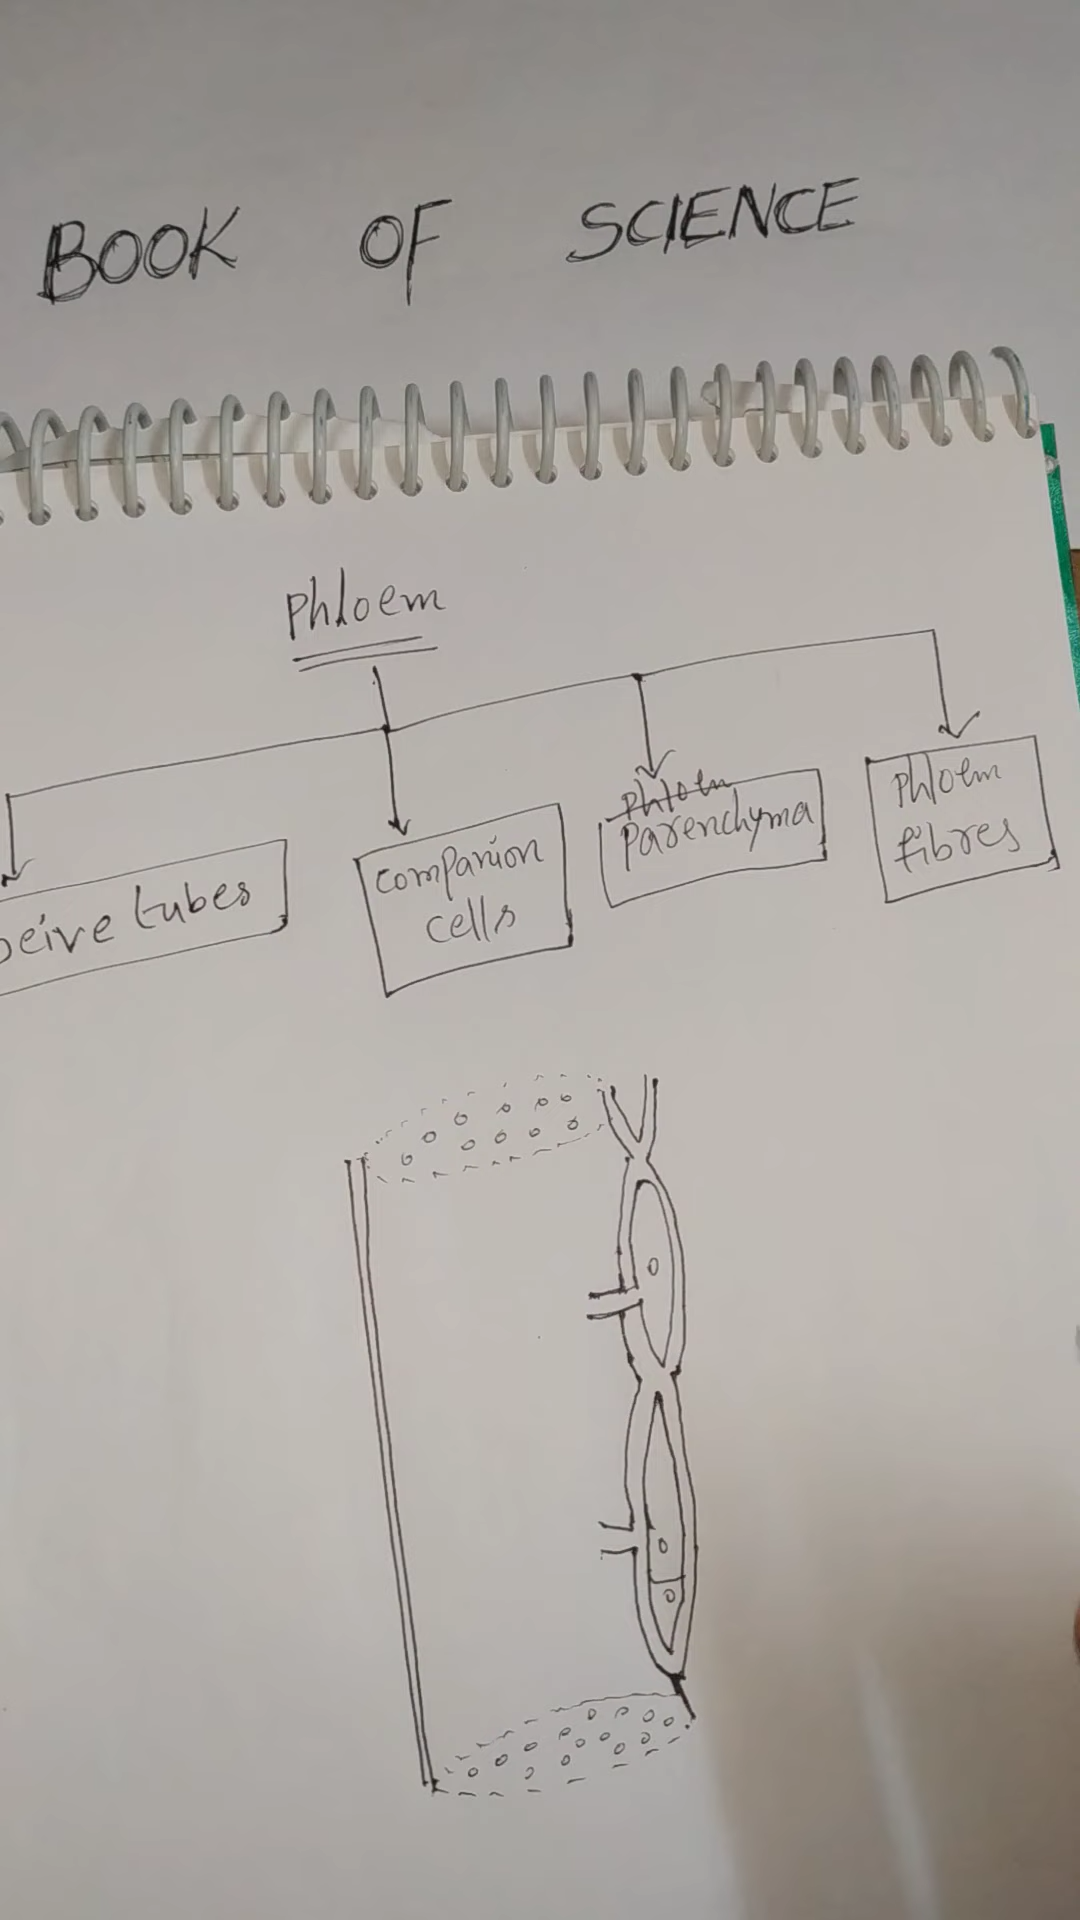 BOOK OF SCIENCE
Phloem
seive tubes
companion
cells
Phloem
Parenchyma
Phloem
fibres